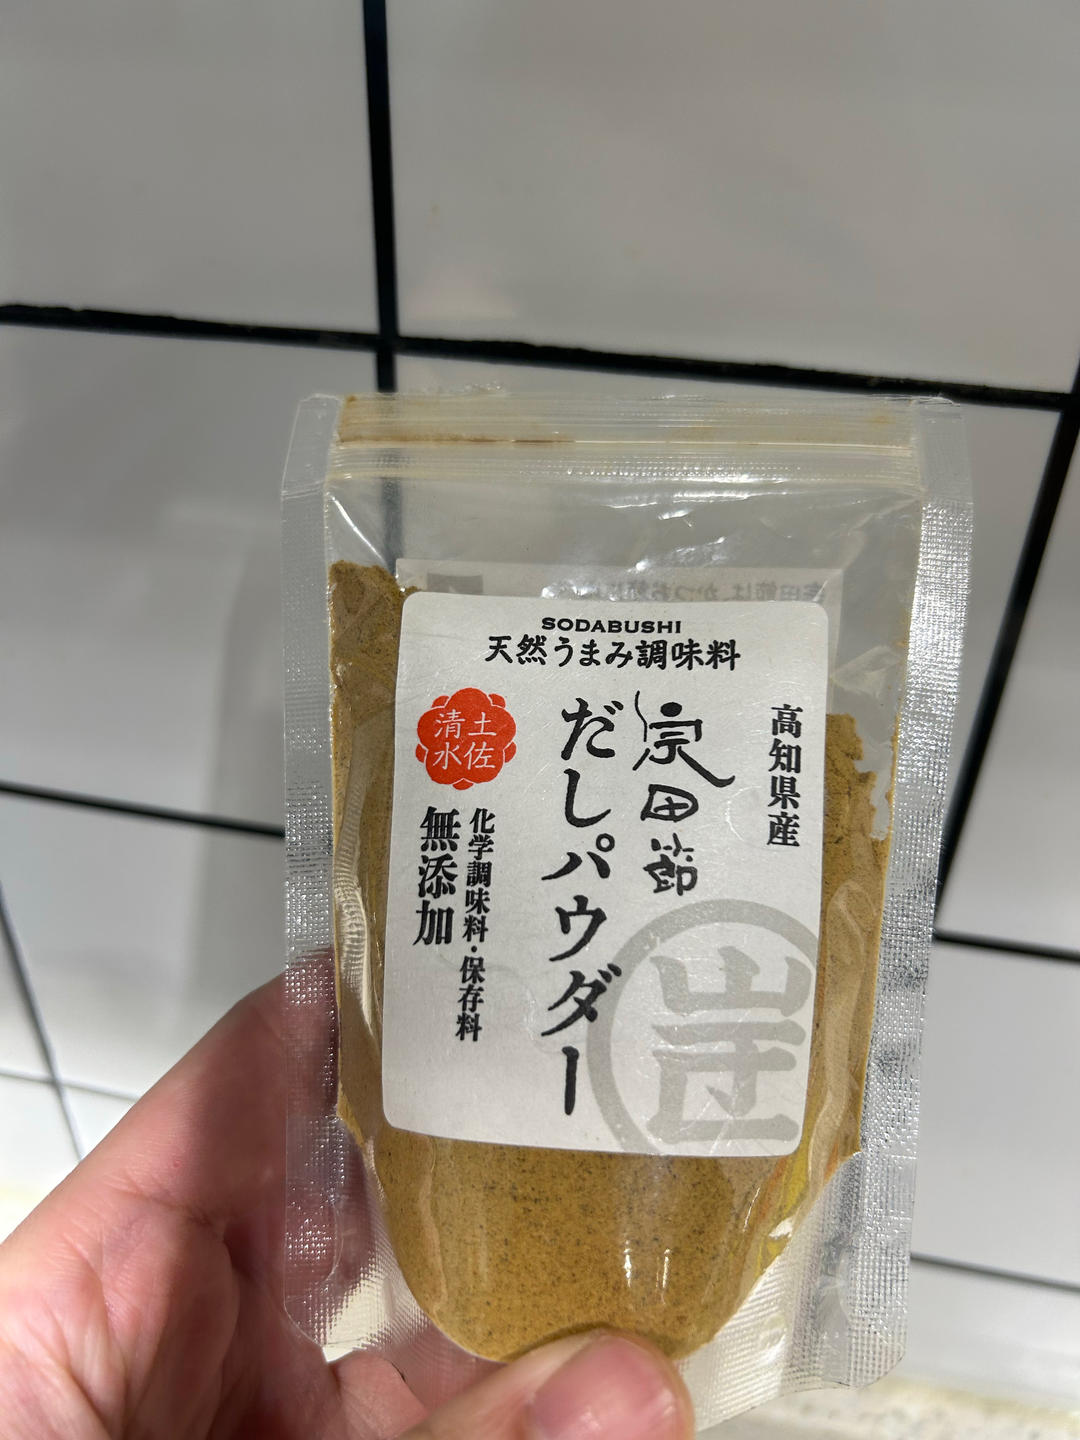 SODABUSHI
天然うまみ調味料
高知県産
宗田節
だしパウダー
土佐
清水
化学調味料・保存料
無添加